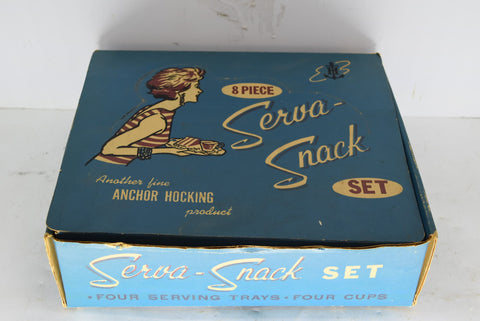 8 PIECE
Serva-
Snack
SET
Another fine
ANCHOR HOCKING
product
Serva-Snack SET
• FOUR SERVING TRAYS • FOUR CUPS